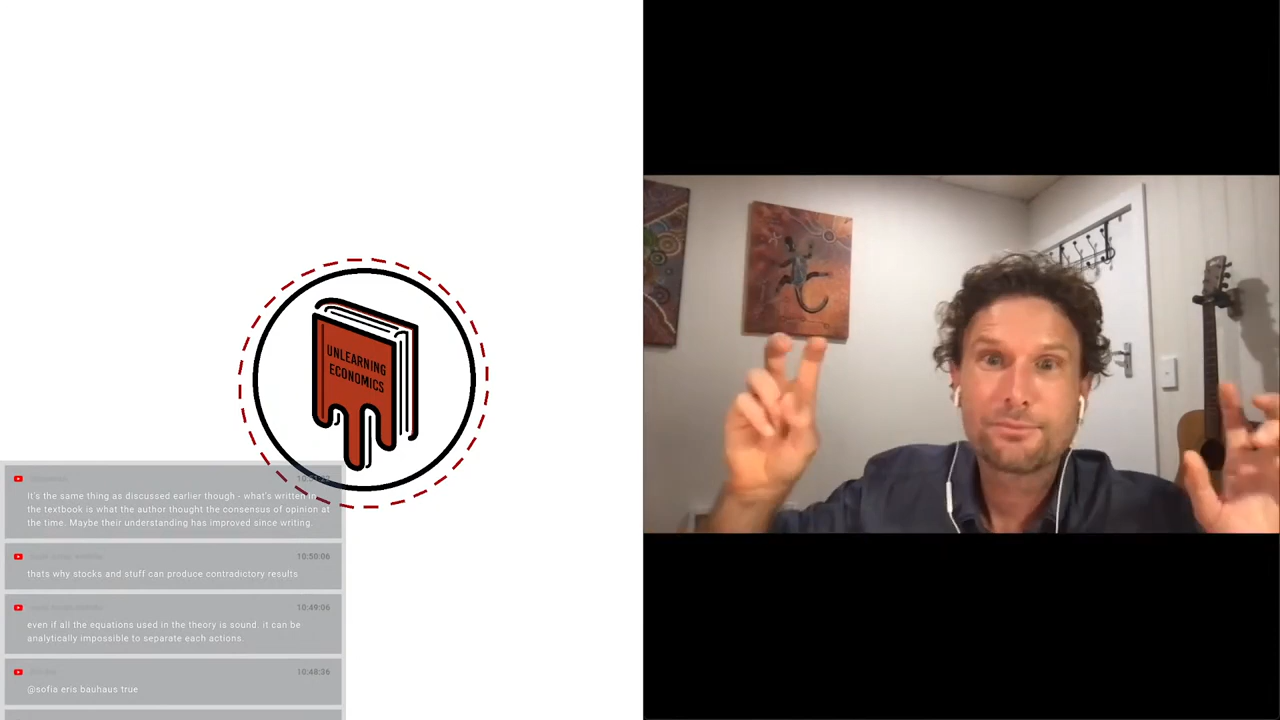 UNLEARNING
ECONOMICS
It's the same thing as discussed earlier though - what's written in
the textbook is what the author thought the consensus of opinion at
the time. Maybe their understanding has improved since writing
10:50:06
thats why stocks and stuff can produce contradictory results
10:49:06
even if all the equations used in the theory is sound. it can be
analytically impossible to separate each actions.
10:48:36
@sofia eris bauhaus true